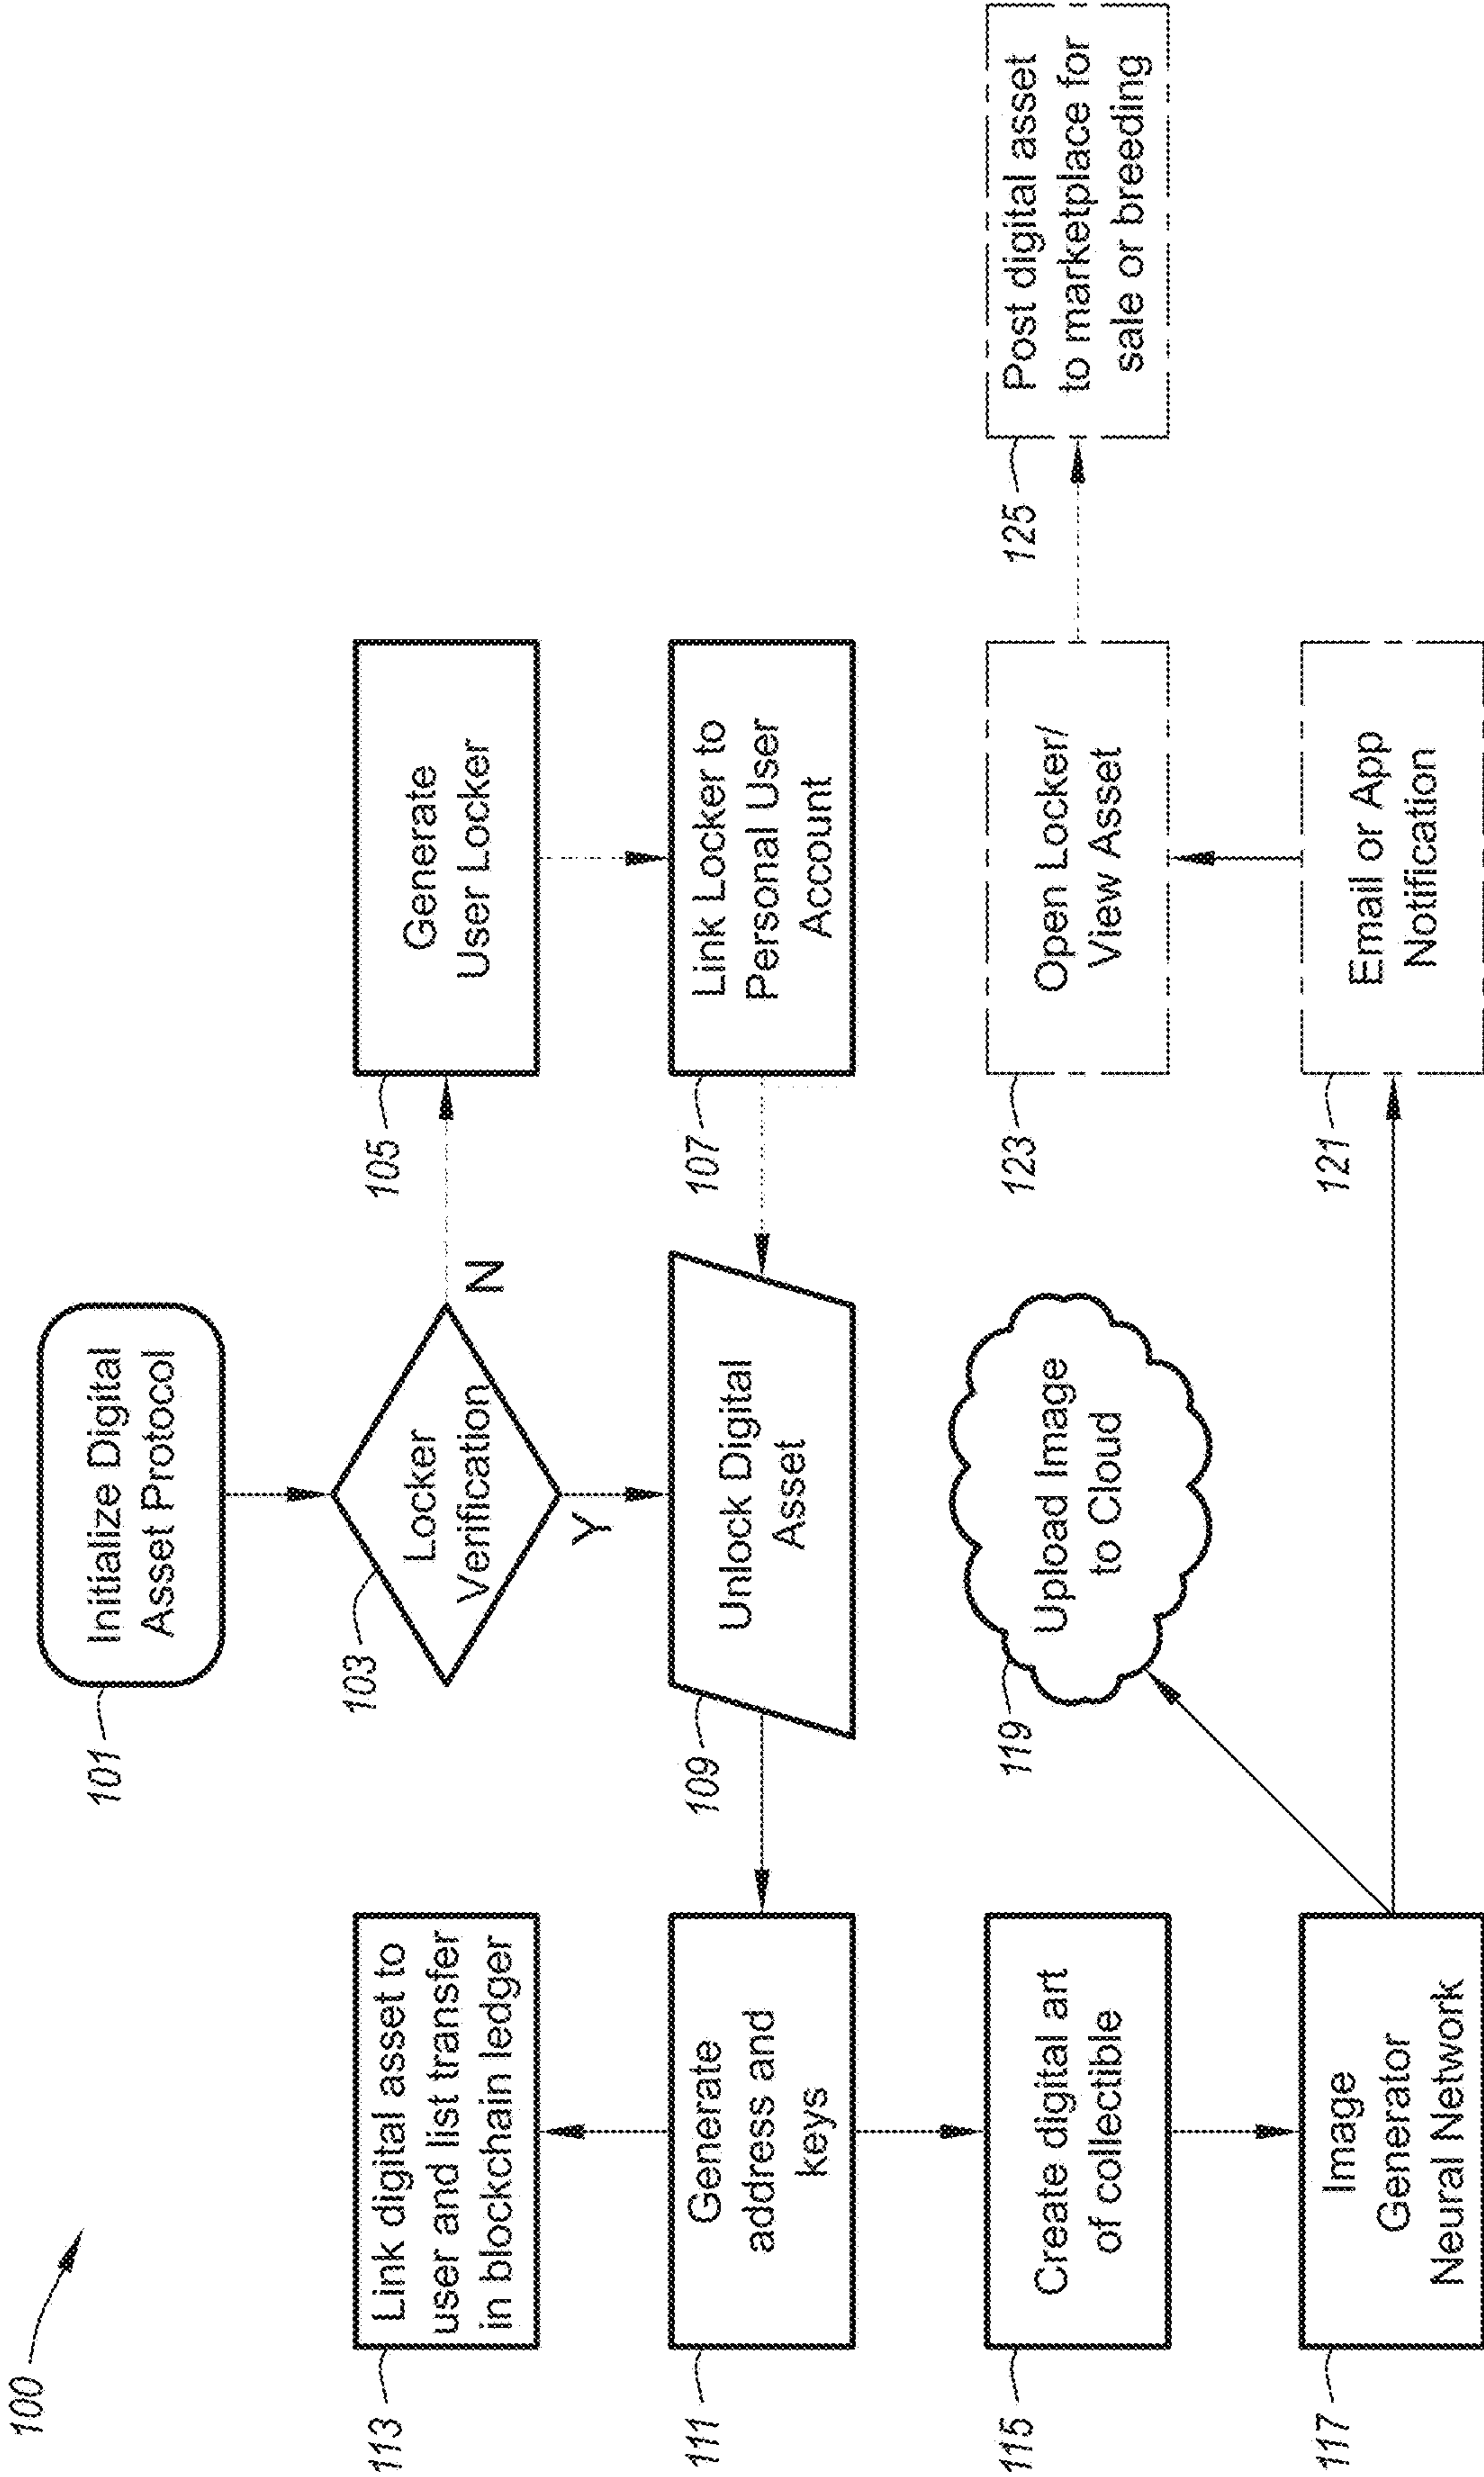 100
101
Initialize Digital
Asset Protocol
103
Locker
Verification
N
Y
105
Generate
User Locker
107
Link Locker to
Personal User
Account
109
Unlock Digital
Asset
111
Generate
address and
keys
113
Link digital asset to
user and list transfer
in blockchain ledger
115
Create digital art
of collectible
117
Image
Generator
Neural Network
119
Upload Image
to Cloud
121
Email or App
Notification
123
Open Locker/
View Asset
125
Post digital asset
to marketplace for
sale or breeding